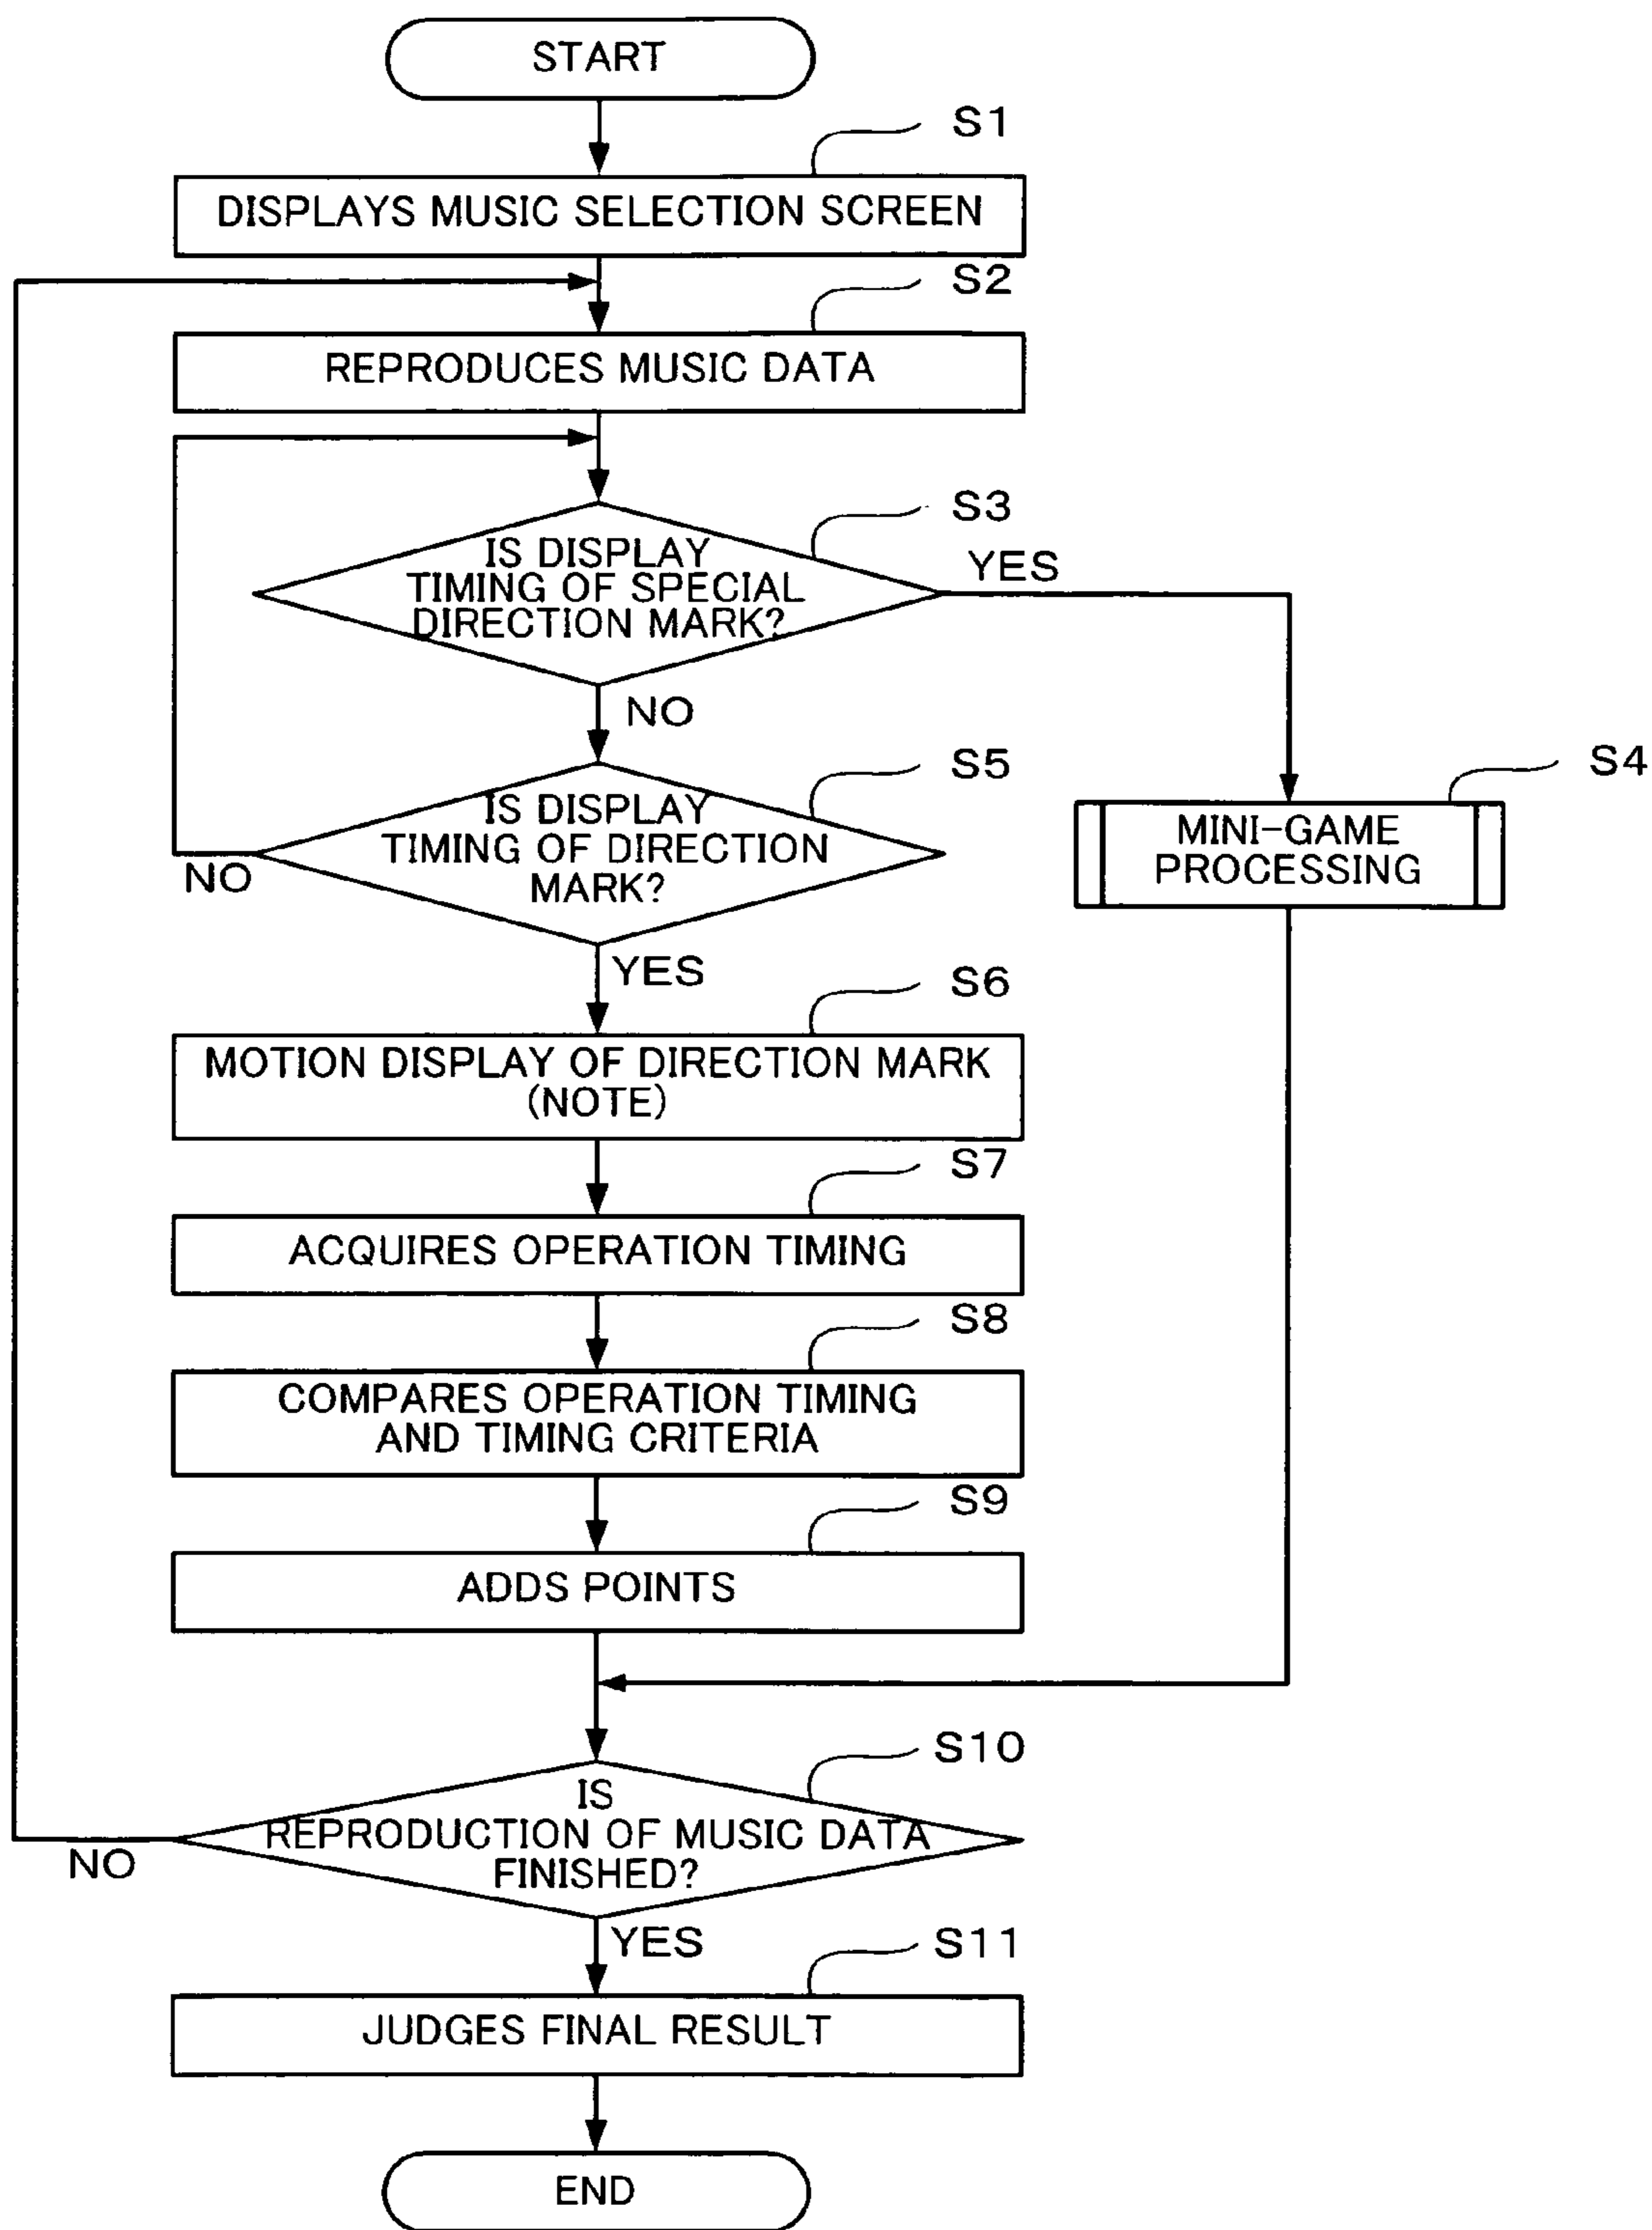 START
S1
DISPLAYS MUSIC SELECTION SCREEN
S2
REPRODUCES MUSIC DATA
S3
IS DISPLAY
TIMING OF SPECIAL
DIRECTION MARK?
YES
NO
S4
MINI-GAME
PROCESSING
S5
IS DISPLAY
TIMING OF DIRECTION
MARK?
NO
YES
S6
MOTION DISPLAY OF DIRECTION MARK
(NOTE)
S7
ACQUIRES OPERATION TIMING
S8
COMPARES OPERATION TIMING
AND TIMING CRITERIA
S9
ADDS POINTS
S10
IS
REPRODUCTION OF MUSIC DATA
FINISHED?
NO
YES
S11
JUDGES FINAL RESULT
END